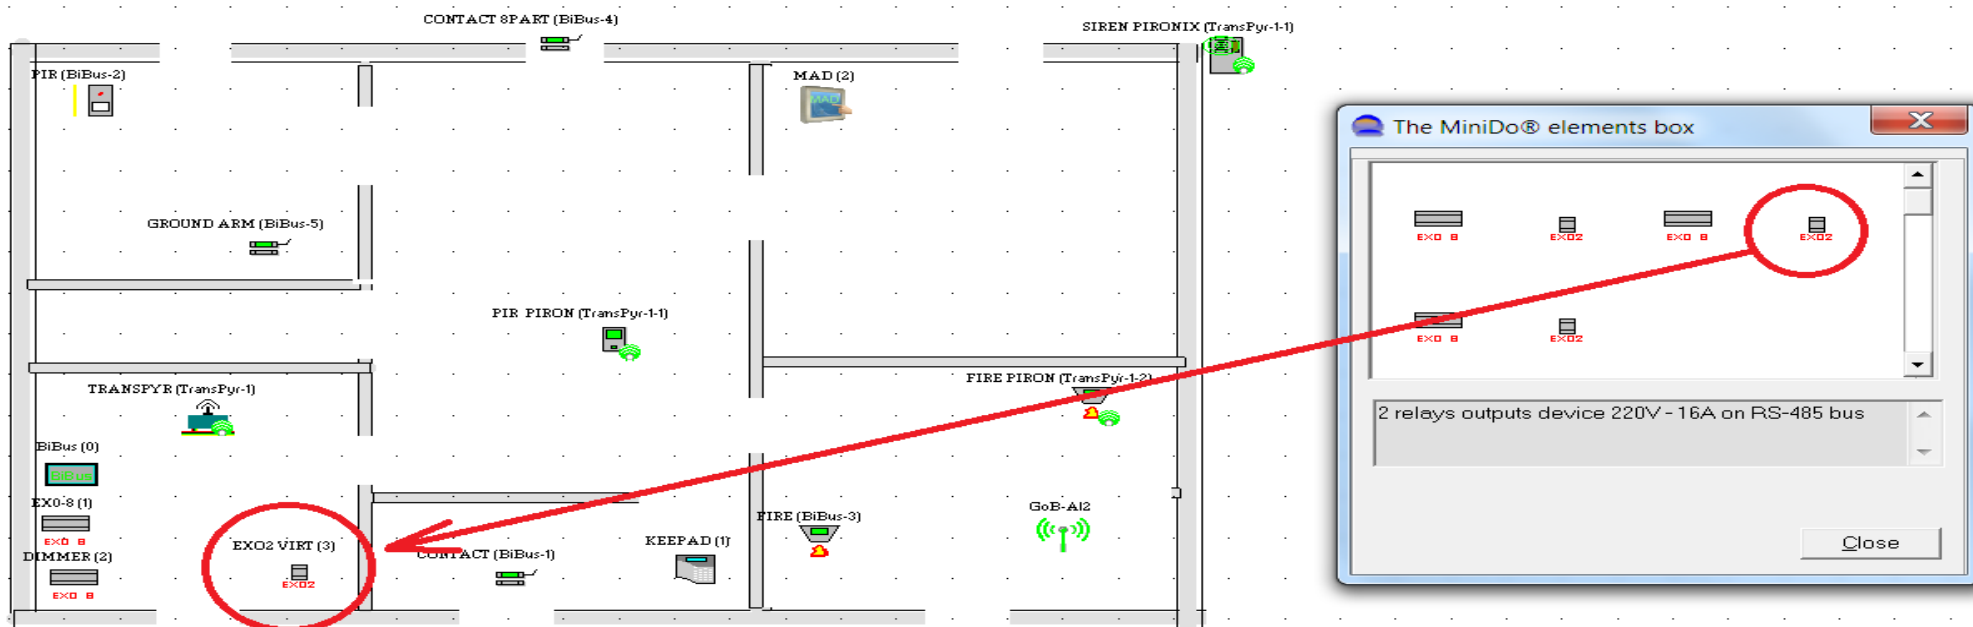 CONTACT 8PART (BiBus-4)
SIREN PIRONIX (TransPyr-1-1)
PIR (BiBus-2)
MAD (2)
MAD
GROUND ARM (BiBus-5)
PIR PIRON (TransPyr-1-1)
TRANSPYR (TransPyr-1)
FIRE PIRON (TransPyr-1-2)
BiBus (0)
BiBus
EXO-8 (1)
EXO 8
DIMMER (2)
EXO 8
EXO2 VIRT (3)
EXO2
CONTACT (BiBus-1)
KEEPAD (1)
FIRE (BiBus-3)
GoB-Al2
The MiniDo® elements box
EXO 8
EXO2
EXO 8
EXO2
EXO 8
EXO2
2 relays outputs device 220V - 16A on RS-485 bus
Close